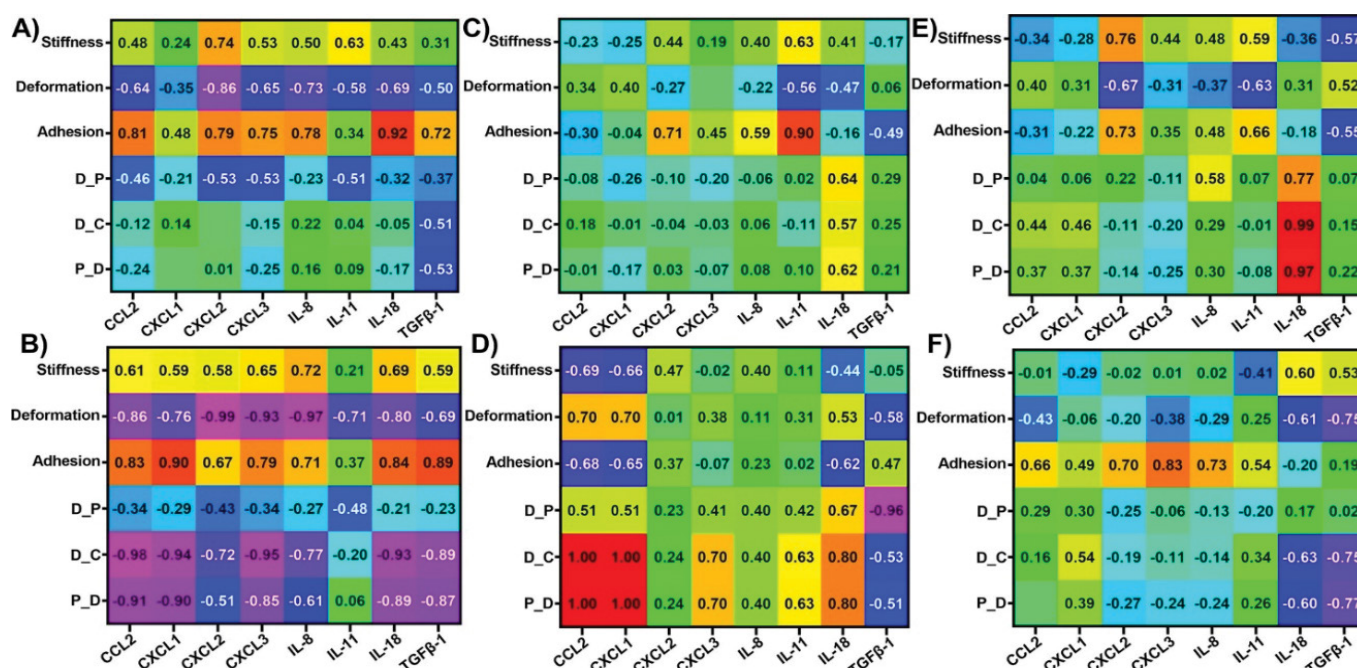 A)
Stiffness 0.48 0.24 0.74 0.53 0.50 0.63 0.43 0.31
Deformation -0.64 -0.35 -0.86 -0.65 -0.73 -0.58 -0.69 -0.50
Adhesion 0.81 0.48 0.79 0.75 0.78 0.34 0.92 0.72
D_P -0.46 -0.21 -0.53 -0.53 -0.23 -0.51 -0.32 -0.37
D_C -0.12 0.14 -0.15 0.22 0.04 -0.05 -0.51
P_D -0.24 0.01 -0.25 0.16 0.09 -0.17 -0.53
CCL2 CXCL1 CXCL2 CXCL3 IL-8 IL-11 IL-18 TGFβ-1
C)
Stiffness -0.23 -0.25 0.44 0.19 0.40 0.63 0.41 -0.17
Deformation 0.34 0.40 -0.27 -0.22 -0.56 -0.47 0.06
Adhesion -0.30 -0.04 0.71 0.45 0.59 0.90 -0.16 -0.49
D_P -0.08 -0.26 -0.10 -0.20 -0.06 0.02 0.64 0.29
D_C 0.18 -0.01 -0.04 -0.03 0.06 -0.11 0.57 0.25
P_D -0.01 -0.17 0.03 -0.07 0.08 0.10 0.62 0.21
CCL2 CXCL1 CXCL2 CXCL3 IL-8 IL-11 IL-18 TGFβ-1
E)
Stiffness -0.34 -0.28 0.76 0.44 0.48 0.59 -0.36 -0.57
Deformation 0.40 0.31 -0.67 -0.31 -0.37 -0.63 0.31 0.52
Adhesion -0.31 -0.22 0.73 0.35 0.48 0.66 -0.18 -0.55
D_P 0.04 0.06 0.22 -0.11 0.58 0.07 0.77 0.07
D_C 0.44 0.46 -0.11 -0.20 0.29 -0.01 0.99 0.15
P_D 0.37 0.37 -0.14 -0.25 0.30 -0.08 0.97 0.22
CCL2 CXCL1 CXCL2 CXCL3 IL-8 IL-11 IL-18 TGFβ-1
B)
Stiffness 0.61 0.59 0.58 0.65 0.72 0.21 0.69 0.59
Deformation -0.86 -0.76 -0.99 -0.93 -0.97 -0.71 -0.80 -0.69
Adhesion 0.83 0.90 0.67 0.79 0.71 0.37 0.84 0.89
D_P -0.34 -0.29 -0.43 -0.34 -0.27 -0.48 -0.21 -0.23
D_C -0.98 -0.94 -0.72 -0.95 -0.77 -0.20 -0.93 -0.89
P_D -0.91 -0.90 -0.51 -0.85 -0.61 0.06 -0.89 -0.87
CCL2 CXCL1 CXCL2 CXCL3 IL-8 IL-11 IL-18 TGFβ-1
D)
Stiffness -0.69 -0.66 0.47 -0.02 0.40 0.11 -0.44 -0.05
Deformation 0.70 0.70 0.01 0.38 0.11 0.31 0.53 -0.58
Adhesion -0.68 -0.65 0.37 -0.07 0.23 0.02 -0.62 0.47
D_P 0.51 0.51 0.23 0.41 0.40 0.42 0.67 -0.96
D_C 1.00 1.00 0.24 0.70 0.40 0.63 0.80 -0.53
P_D 1.00 1.00 0.24 0.70 0.40 0.63 0.80 -0.51
CCL2 CXCL1 CXCL2 CXCL3 IL-8 IL-11 IL-18 TGFβ-1
F)
Stiffness -0.01 -0.29 -0.02 0.01 0.02 -0.41 0.60 0.53
Deformation -0.43 -0.06 -0.20 -0.38 -0.29 0.25 -0.61 -0.75
Adhesion 0.66 0.49 0.70 0.83 0.73 0.54 -0.20 0.19
D_P 0.29 0.30 -0.25 -0.06 -0.13 -0.20 0.17 0.02
D_C 0.16 0.54 -0.19 -0.11 -0.14 0.34 -0.63 -0.75
P_D 0.39 -0.27 -0.24 -0.24 0.26 -0.60 -0.77
CCL2 CXCL1 CXCL2 CXCL3 IL-8 IL-11 IL-18 TGFβ-1